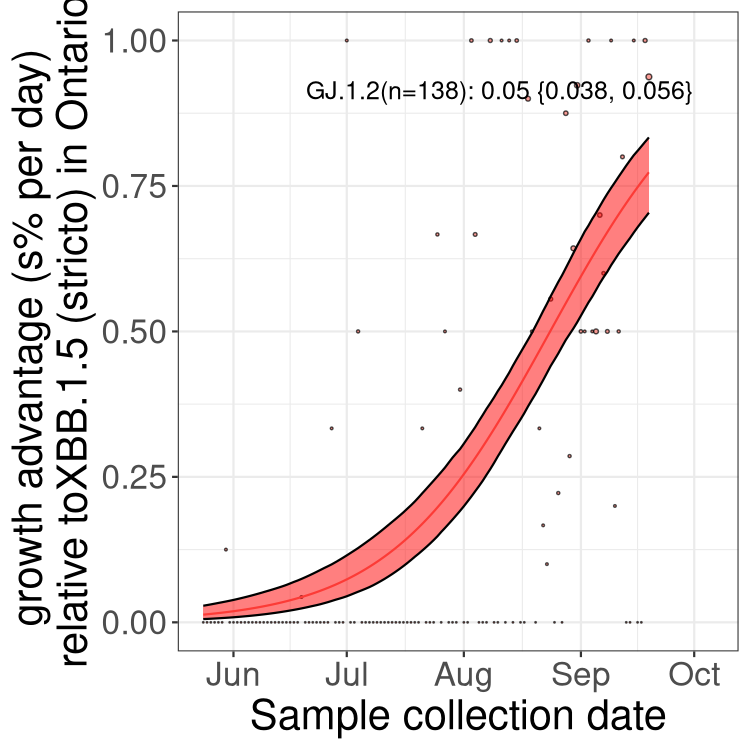 growth advantage (s% per day)
relative toXBB.1.5 (stricto) in Ontario
1.00
0.75
0.50
0.25
0.00
GJ.1.2(n=138): 0.05 {0.038, 0.056}
Jun Jul Aug Sep Oct
Sample collection date